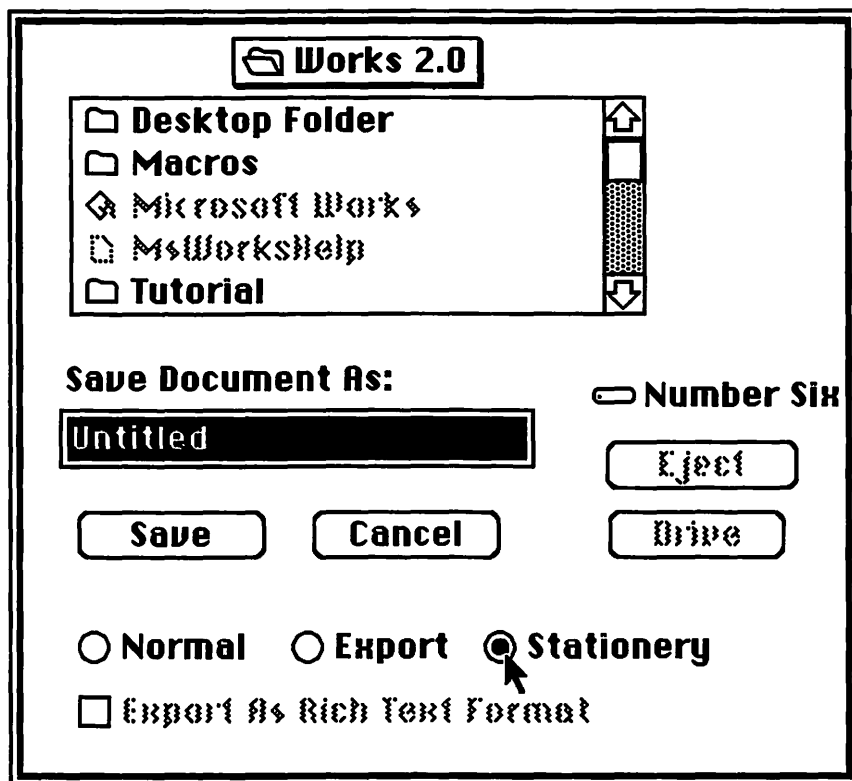 Works 2.0
Desktop Folder
Macros
Microsoft Works
MsWorksHelp
Tutorial
Save Document As:
Number Six
Untitled
Eject
Save Cancel Drive
Normal Export Stationery
Export As Rich Text Format